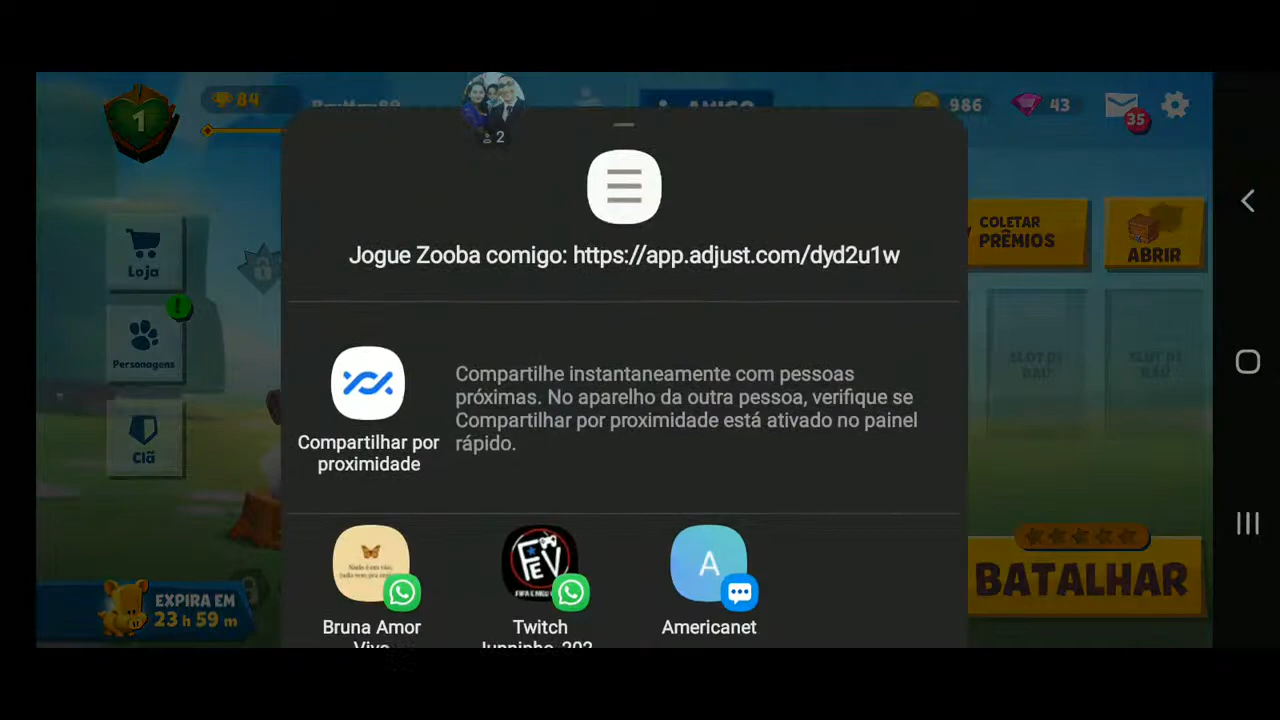 1
84
2
AMIGO
986
43
35
Jogue Zooba comigo: https://app.adjust.com/dyd2u1w
Loja
Personagens
Clã
COLETAR
PRÊMIOS
ABRIR
Compartilhar por
proximidade
Compartilhe instantaneamente com pessoas
próximas. No aparelho da outra pessoa, verifique se
Compartilhar por proximidade está ativado no painel
rápido.
A
Bruna Amor
Vivo
Twitch
Americanet
BATALHAR
EXPIRA EM
23 h 59 m